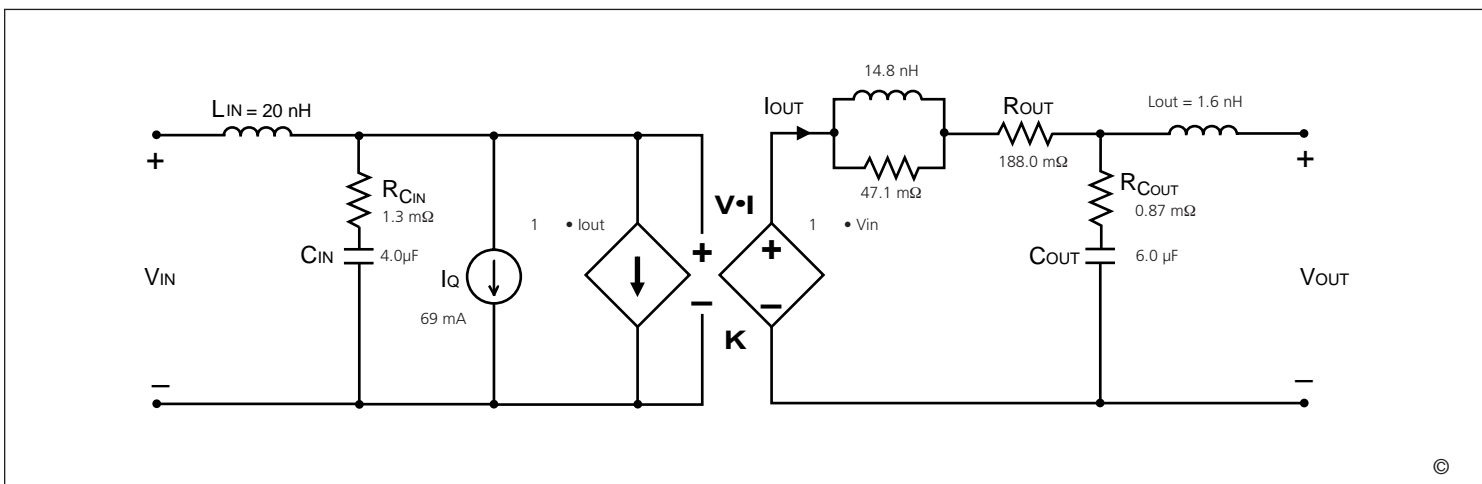 14.8 nH
LIN = 20 nH
IOUT
ROUT
Lout = 1.6 nH
+
+
188.0 mΩ
RCIN
1.3 mΩ
47.1 mΩ
RCOUT
0.87 mΩ
V•I
1 • Iout
1 • Vin
+
+
CIN
4.0µF
COUT
6.0 µF
VIN
IQ
VOUT
−
−
69 mA
K
−
−
©